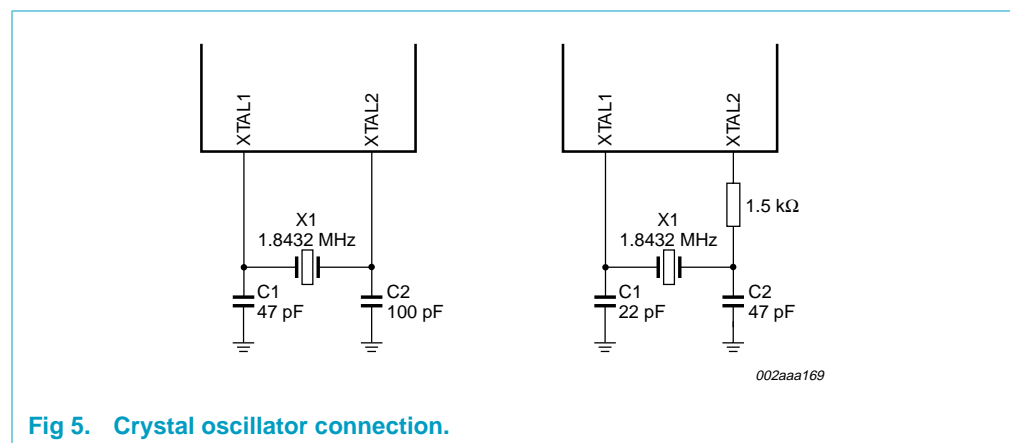 XTAL1
XTAL2
X1
1.8432 MHz
C1
47 pF
C2
100 pF
XTAL1
XTAL2
1.5 kΩ
X1
1.8432 MHz
C1
22 pF
C2
47 pF
002aaa169
Fig 5. Crystal oscillator connection.